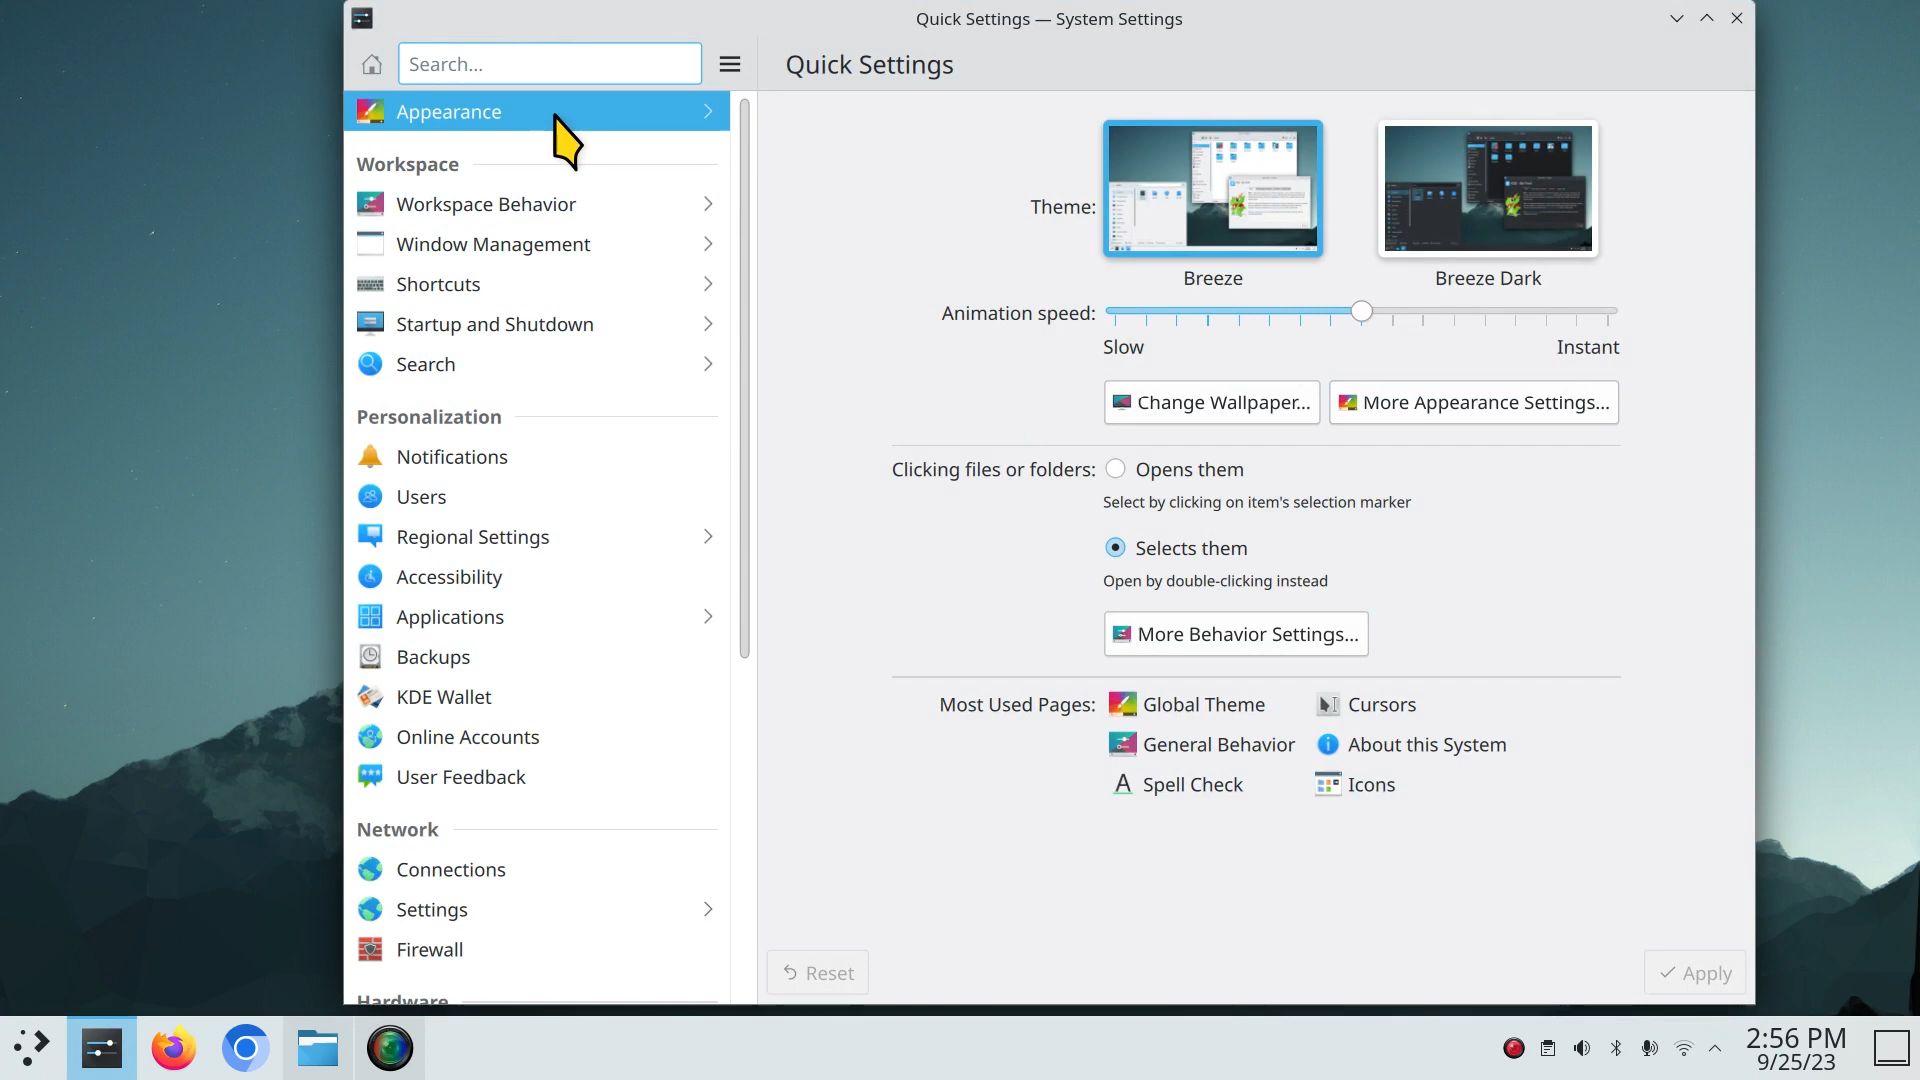 Quick Settings — System Settings
Search...
Quick Settings
Appearance
Workspace
Workspace Behavior
Window Management
Shortcuts
Startup and Shutdown
Search
Personalization
Notifications
Users
Regional Settings
Accessibility
Applications
Backups
KDE Wallet
Online Accounts
User Feedback
Network
Connections
Settings
Firewall
Hardware
Theme:
Breeze
Breeze Dark
Animation speed:
Slow
Instant
Change Wallpaper...
More Appearance Settings...
Clicking files or folders:
Opens them
Select by clicking on item's selection marker
Selects them
Open by double-clicking instead
More Behavior Settings...
Most Used Pages:
Global Theme
Cursors
General Behavior
About this System
Spell Check
Icons
Reset
Apply
2:56 PM
9/25/23